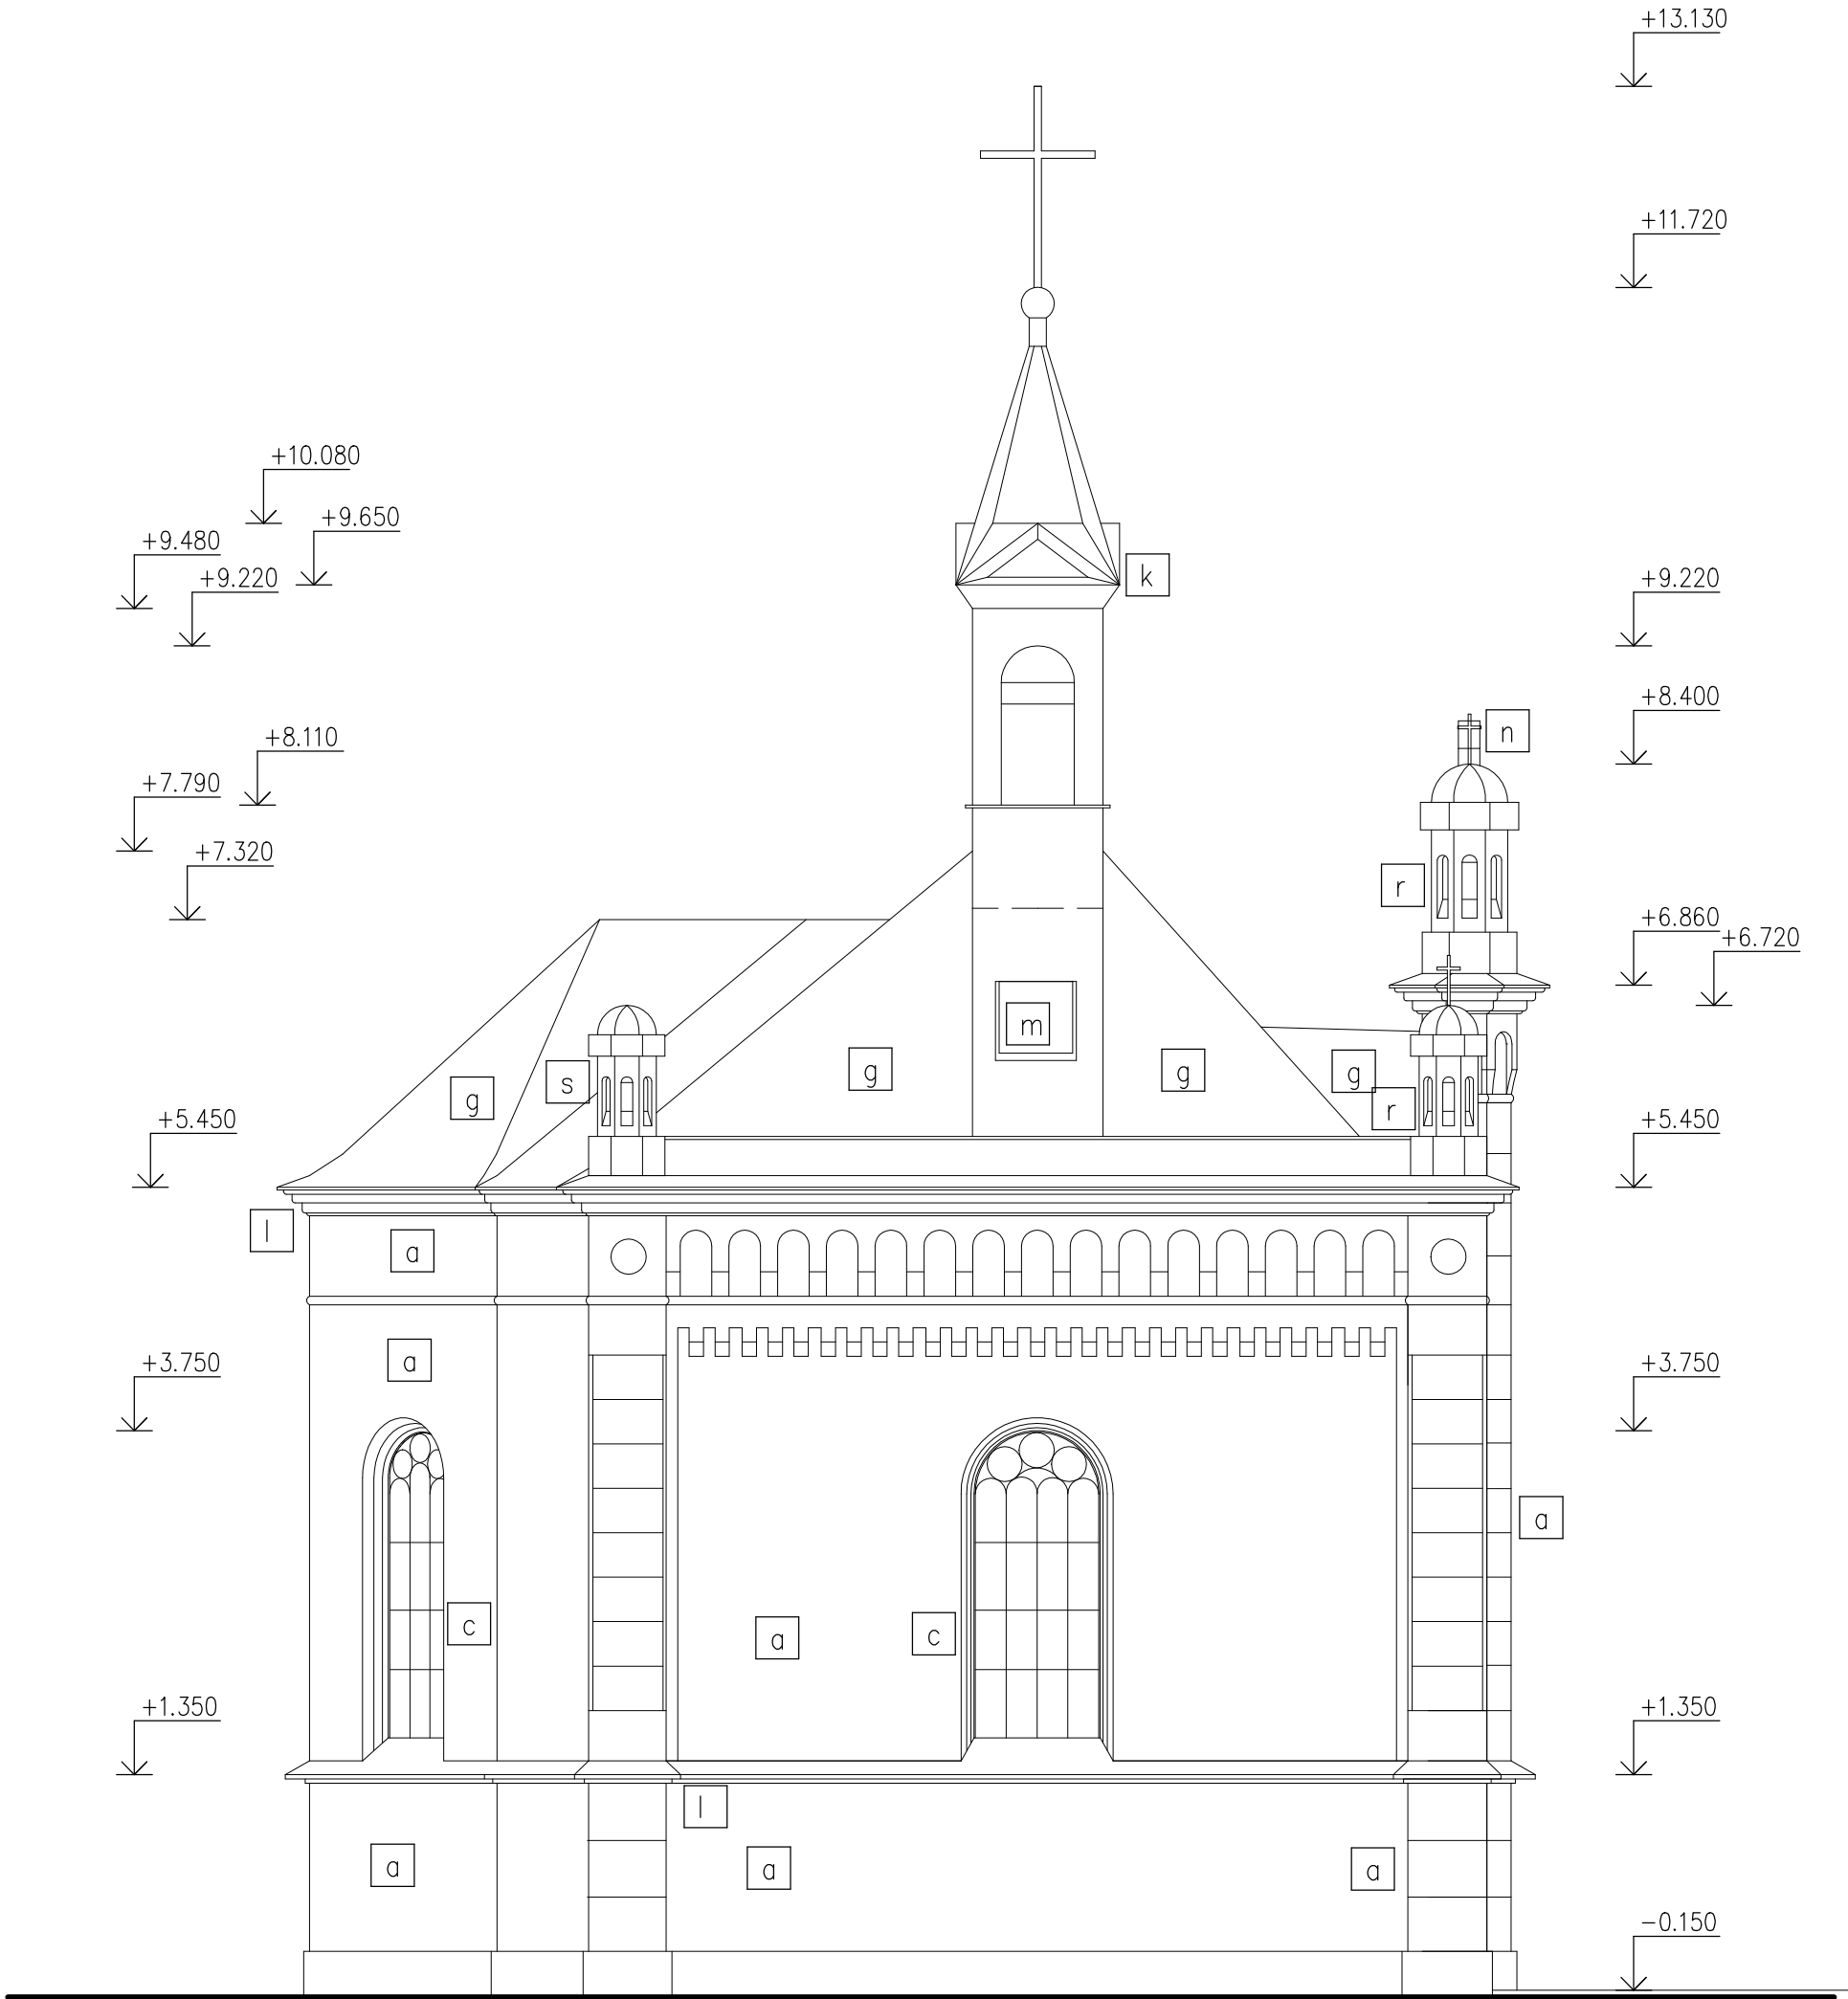 +13.130
+11.720
+10.080
+9.650
+9.480
+9.220
k
+9.220
+8.400
n
+8.110
+7.790
+7.320
r
+6.860
+6.720
m
g
g
g
s
g
r
+5.450
+5.450
l
a
a
+3.750
+3.750
a
c
a
c
+1.350
+1.350
l
a
a
a
-0.150